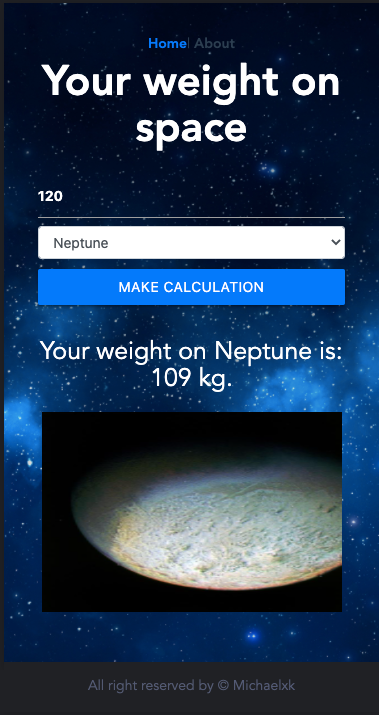 Home| About
Your weight on
space
120
Neptune
MAKE CALCULATION
Your weight on Neptune is:
109 kg.
All right reserved by © Michaelxk